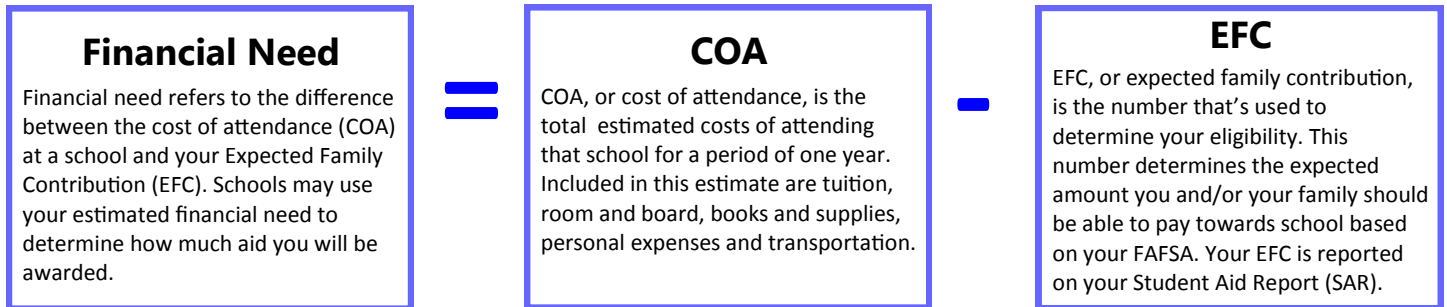 Financial Need
Financial need refers to the difference
between the cost of attendance (COA)
at a school and your Expected Family
Contribution (EFC). Schools may use
your estimated financial need to
determine how much aid you will be
awarded.
=
COA
COA, or cost of attendance, is the
total estimated costs of attending
that school for a period of one year.
Included in this estimate are tuition,
room and board, books and supplies,
personal expenses and transportation.
-
EFC
EFC, or expected family contribution,
is the number that’s used to
determine your eligibility. This
number determines the expected
amount you and/or your family should
be able to pay towards school based
on your FAFSA. Your EFC is reported
on your Student Aid Report (SAR).